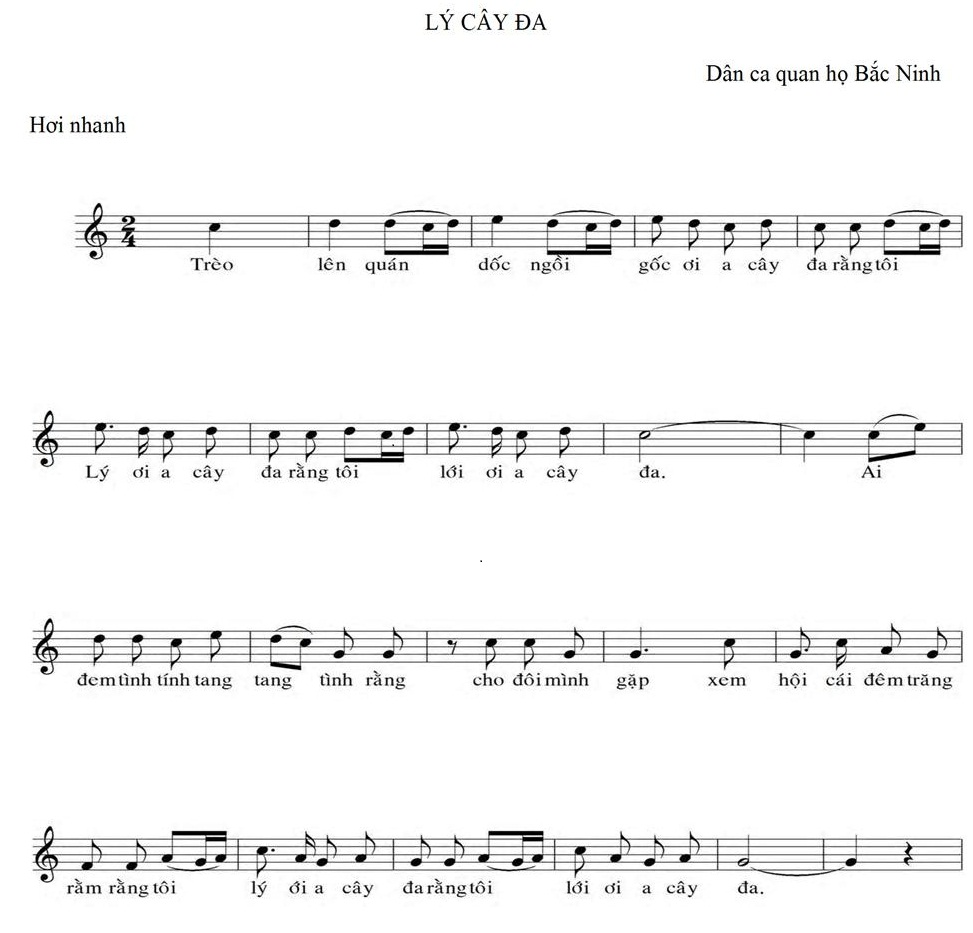 LÝ CÂY ĐA
Dân ca quan họ Bắc Ninh
Hơi nhanh
2
4
Trèo lên quán dốc ngồi gốc ơi a cây đa rằng tôi
Lý ơi a cây đa rằng tôi lới ơi a cây đa. Ai
đem tình tính tang tang tình rằng cho đôi mình gặp xem hội cái đêm trăng
rằm rằng tôi lý ới a cây đa rằng tôi lới ơi a cây đa.